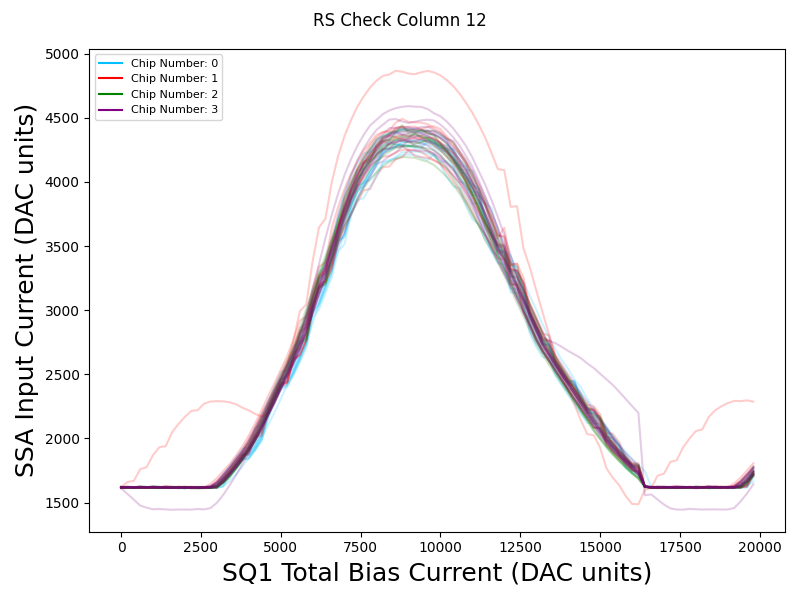 RS Check Column 12
SSA Input Current (DAC units)
5000
4500
4000
3500
3000
2500
2000
1500
Chip Number: 0
Chip Number: 1
Chip Number: 2
Chip Number: 3
0
2500
5000
7500
10000
12500
15000
17500
20000
SQ1 Total Bias Current (DAC units)